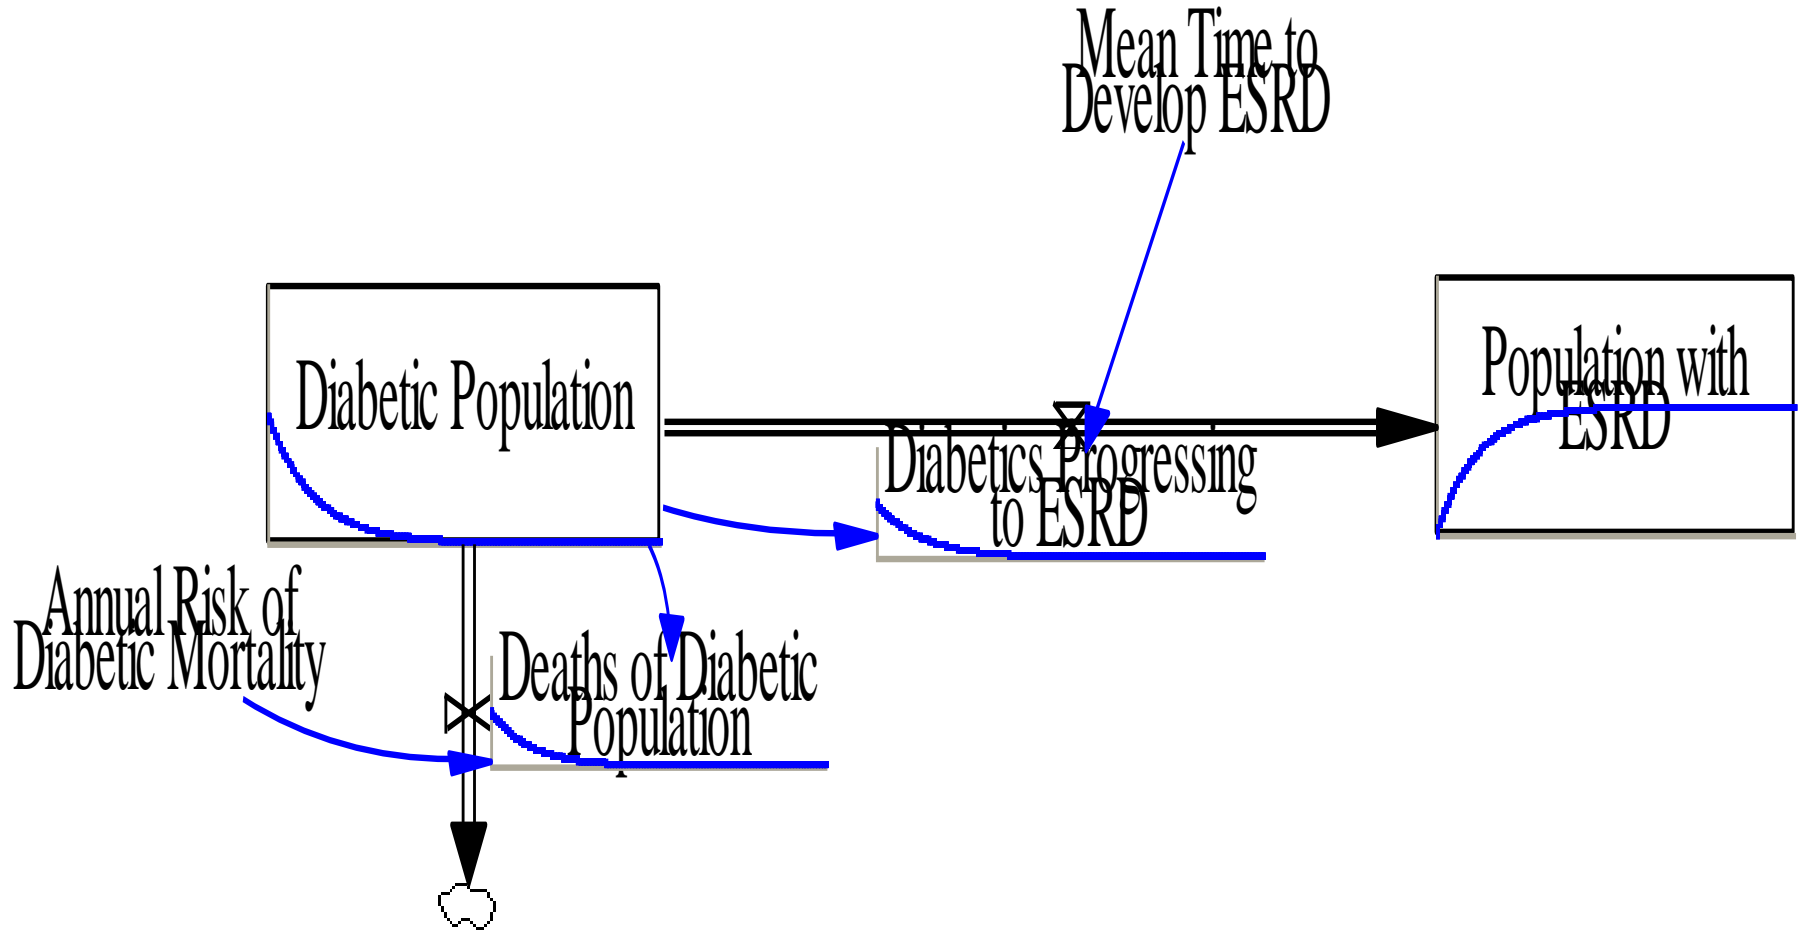 Mean Time to
Develop ESRD
Diabetic Population
Population with
ESRD
Diabetics Progressing
to ESRD
Annual Risk of
Diabetic Mortality
Deaths of Diabetic
Population